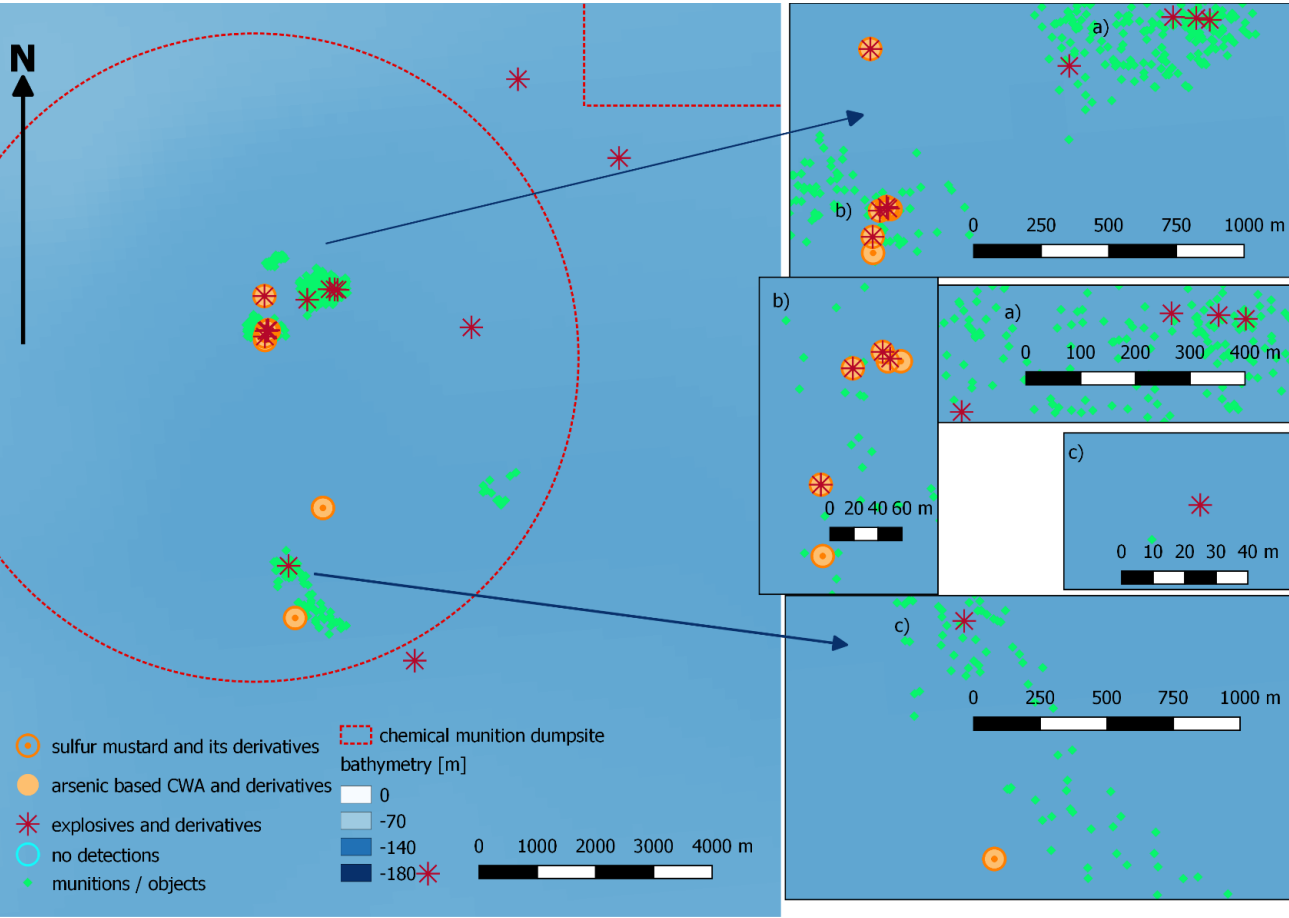 N
a)
b)
0 250 500 750 1000 m
b)
a)
0 100 200 300 400 m
0 20 40 60 m
c)
0 10 20 30 40 m
c)
0 250 500 750 1000 m
sulfur mustard and its derivatives
arsenic based CWA and derivatives
explosives and derivatives
no detections
munitions / objects
chemical munition dumpsite
bathymetry [m]
0
-70
-140
-180
0 1000 2000 3000 4000 m